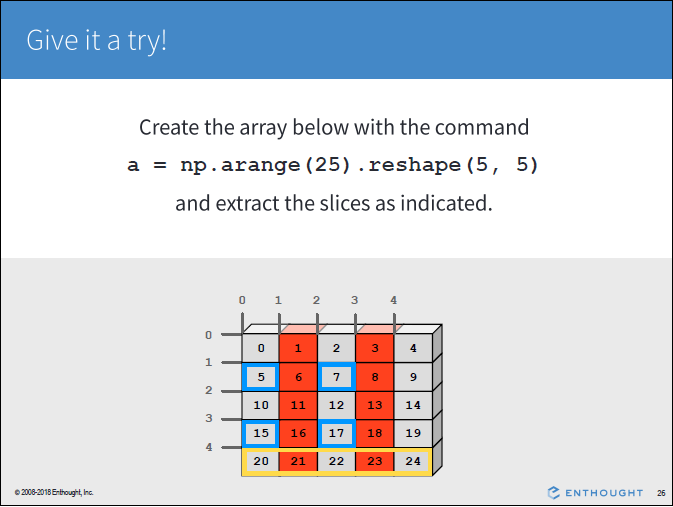 Give it a try!
Create the array below with the command
a = np.arange(25).reshape(5, 5)
and extract the slices as indicated.
0 1 2 3 4
0
0 1 2 3 4
1
5 6 7 8 9
2
10 11 12 13 14
3
15 16 17 18 19
4
20 21 22 23 24
© 2008-2018 Enthought, Inc.
ENTHOUGHT
26